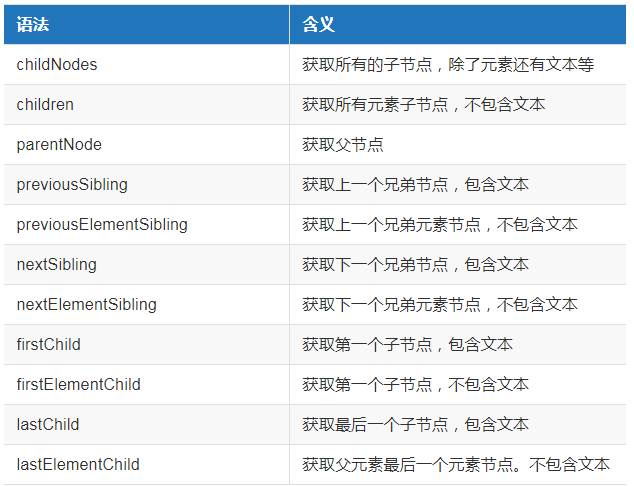 语法 含义
childNodes 获取所有的子节点，除了元素还有文本等
children 获取所有元素子节点，不包含文本
parentNode 获取父节点
previousSibling 获取上一个兄弟节点，包含文本
previousElementSibling 获取上一个兄弟元素节点，不包含文本
nextSibling 获取下一个兄弟节点，包含文本
nextElementSibling 获取下一个兄弟元素节点，不包含文本
firstChild 获取第一个子节点，包含文本
firstElementChild 获取第一个子节点，不包含文本
lastChild 获取最后一个子节点，包含文本
lastElementChild 获取父元素最后一个元素节点。不包含文本